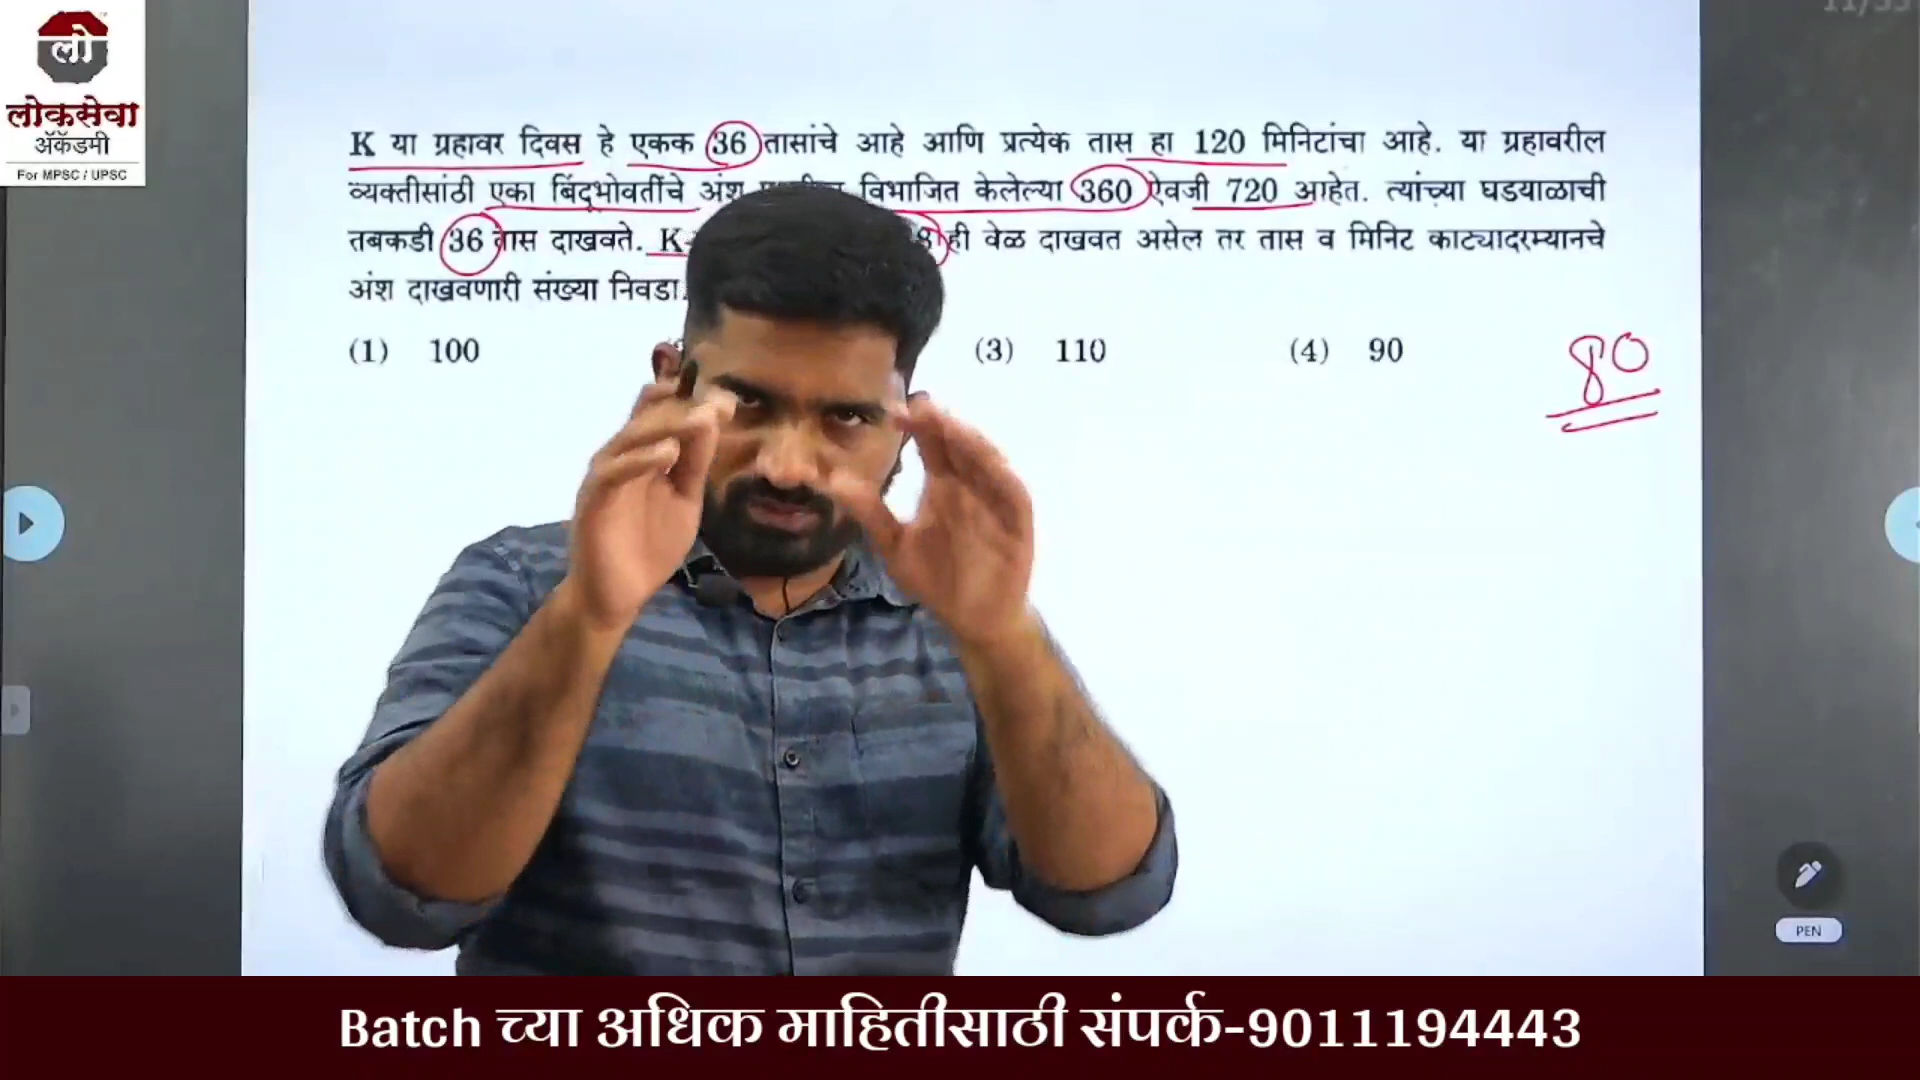 लो
लोकसेवा
ॲकॅडमी
For MPSC / UPSC
K या ग्रहावर दिवस हे एकक 36 तासांचे आहे आणि प्रत्येक तास हा 120 मिनिटांचा आहे. या ग्रहावरील
व्यक्तीसांठी एका बिंदूभोवतींचे अंश विभाजित केलेल्या 360 ऐवजी 720 आहेत. त्यांच्या घडयाळाची
तबकडी 36 तास दाखवते. K ही वेळ दाखवत असेल तर तास व मिनिट काट्यादरम्यानचे
अंश दाखवणारी संख्या निवडा.
(1) 100 (3) 110 (4) 90
80
PEN
Batch च्या अधिक माहितीसाठी संपर्क-9011194443